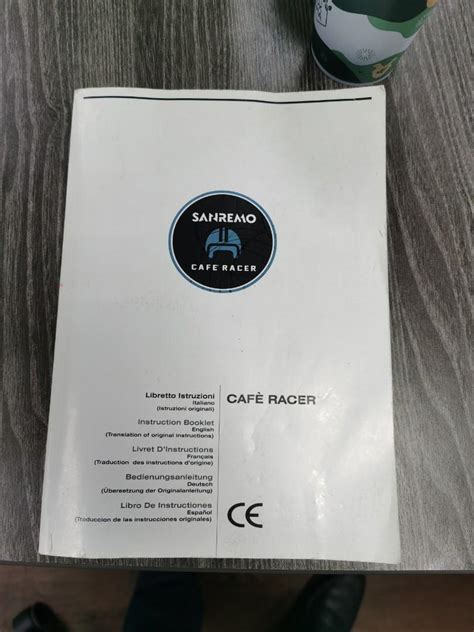 SANREMO
CAFE RACER
Libretto Istruzioni
Italiano
(Istruzioni originali)
CAFÈ RACER
Instruction Booklet
English
(Translation of original instructions)
Livret D'Instructions
Français
(Traduction des instructions d'origine)
Bedienungsanleitung
Deutsch
(Übersetzung der Originalanleitung)
Libro De Instructiones
Español
(Traduccion de las instrucciones originales)
CE